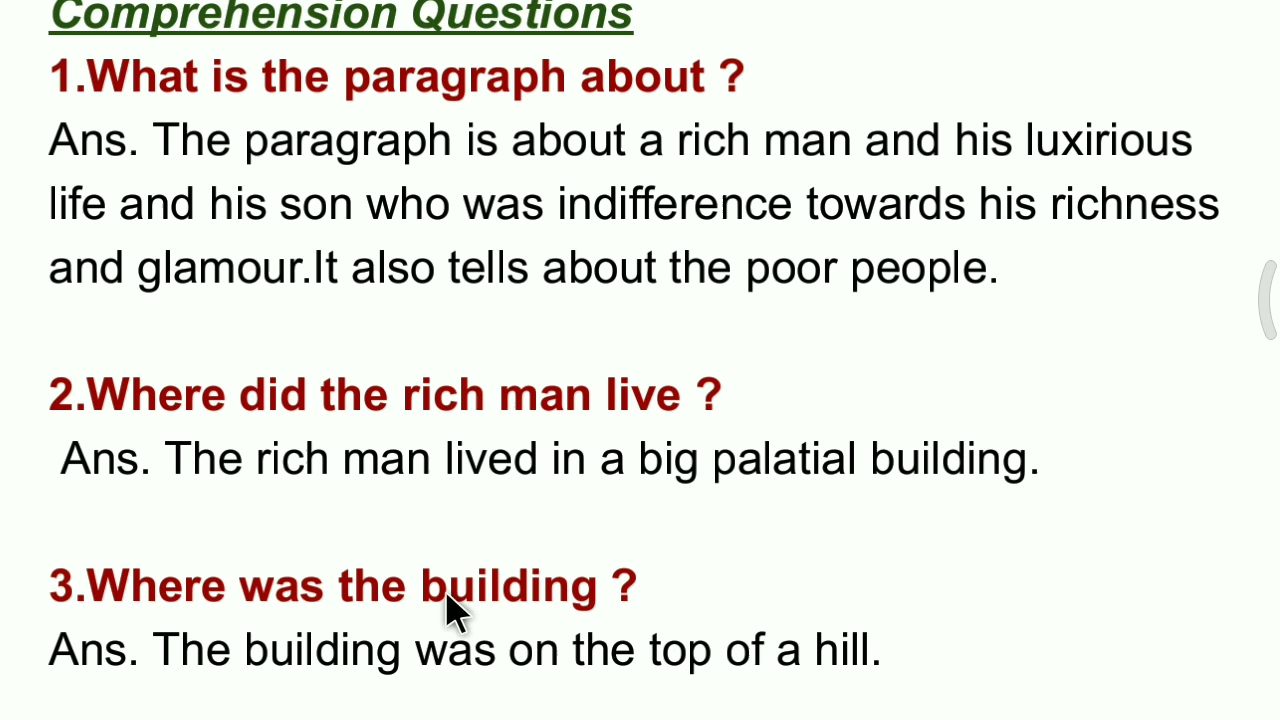 Comprehension Questions
1.What is the paragraph about ?
Ans. The paragraph is about a rich man and his luxirious
life and his son who was indifference towards his richness
and glamour.It also tells about the poor people.
2.Where did the rich man live ?
Ans. The rich man lived in a big palatial building.
3.Where was the building ?
Ans. The building was on the top of a hill.